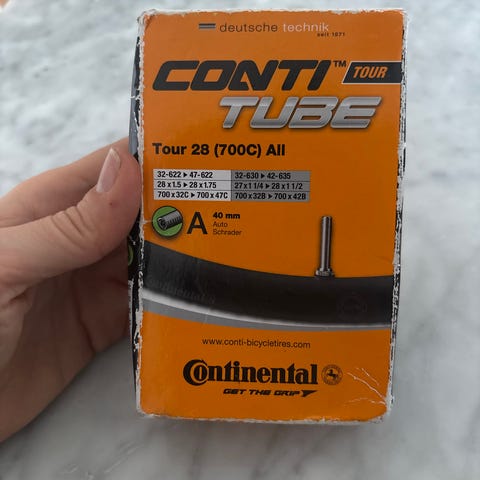 deutsche technik
seit 1871
CONTI™ TOUR
TUBE
Tour 28 (700C) All
32-622 ▸ 47-622 32-630 ▸ 42-635
28 x 1.5 ▸ 28 x 1.75 27 x 1 1/4 ▸ 28 x 1 1/2
700 x 32C ▸ 700 x 47C 700 x 32B ▸ 700 x 42B
A 40 mm
Auto
Schrader
www.conti-bicycletires.com
Continental
GET THE GRIP